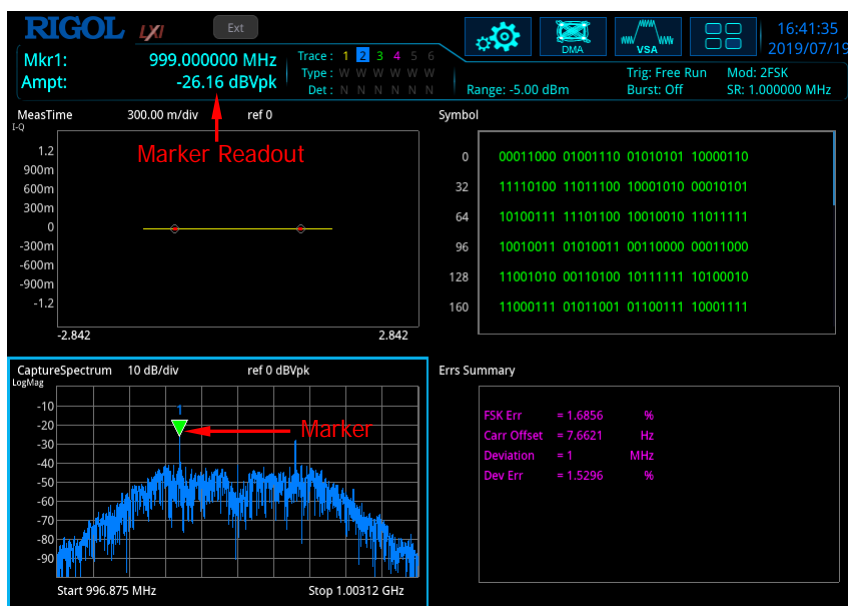 RIGOL LXI Ext 16:41:35
DMA VSA 2019/07/19
Mkr1: 999.000000 MHz Trace: 1 2 3 4 5 6
Ampt: -26.16 dBVpk Type: W W W W W W
Det: N N N N N N
Range: -5.00 dBm
Trig: Free Run Mod: 2FSK
Burst: Off SR: 1.000000 MHz
MeasTime 300.00 m/div ref 0
I-Q
Marker Readout
1.2
900m
600m
300m
0
-300m
-600m
-900m
-1.2
-2.842 2.842
Symbol
0 00011000 01001110 01010101 10000110
32 11110100 11011100 10001010 00010101
64 10100111 11101100 10010010 11011111
96 10010011 01010011 00110000 00011000
128 11001010 00110100 10111111 10100010
160 11000111 01011001 01100111 10001111
CaptureSpectrum 10 dB/div ref 0 dBVpk
LogMag
1
Marker
-10
-20
-30
-40
-50
-60
-70
-80
-90
Start 996.875 MHz Stop 1.00312 GHz
Errs Summary
FSK Err = 1.6856 %
Carr Offset = 7.6621 Hz
Deviation = 1 MHz
Dev Err = 1.5296 %